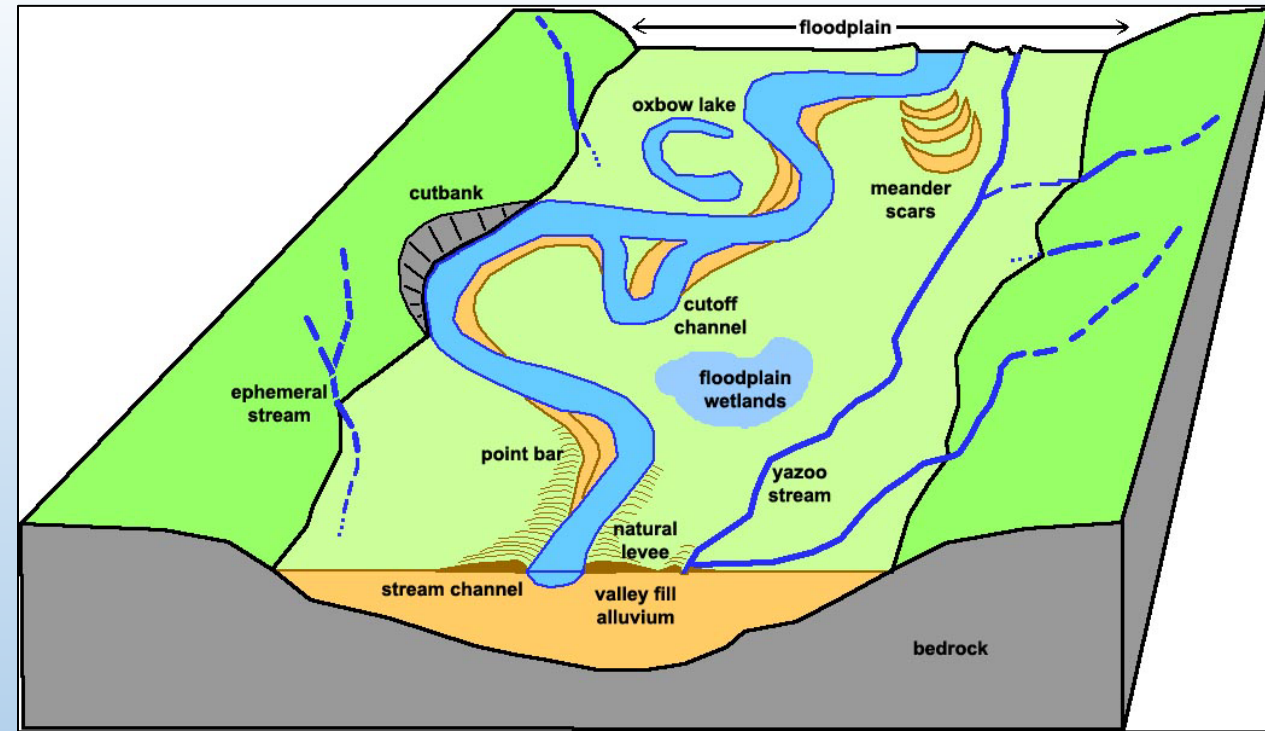 floodplain
oxbow lake
meander
scars
cutbank
cutoff
channel
floodplain
wetlands
ephemeral
stream
point bar
yazoo
stream
natural
levee
stream channel
valley fill
alluvium
bedrock